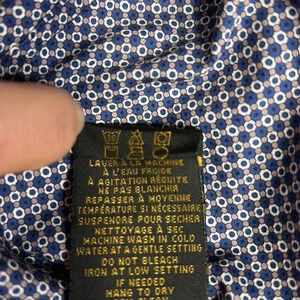 LAVER À LA MACHINE
À L'EAU FROIDE
À AGITATION RÉDUITE
NE PAS BLANCHIR
REPASSER À MOYENNE
TEMPÉRATURE SI NÉCESSAIRE
SUSPENDRE POUR SÉCHER
NETTOYAGE À SEC
MACHINE WASH IN COLD
WATER AT A GENTLE SETTING
DO NOT BLEACH
IRON AT LOW SETTING
IF NEEDED
HANG TO DRY
CLEAN